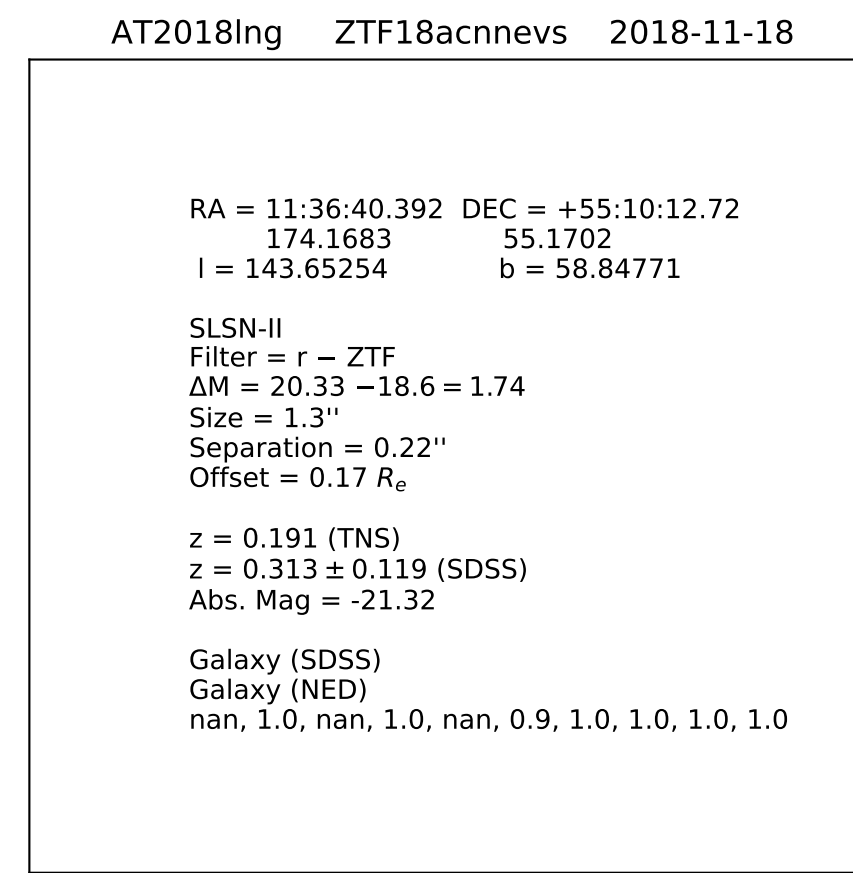 AT2018lng ZTF18acnnevs 2018-11-18
RA = 11:36:40.392 DEC = +55:10:12.72
174.1683 55.1702
l = 143.65254 b = 58.84771
SLSN-II
Filter = r − ZTF
ΔM = 20.33 −18.6 = 1.74
Size = 1.3''
Separation = 0.22''
Offset = 0.17 Re
z = 0.191 (TNS)
z = 0.313 ± 0.119 (SDSS)
Abs. Mag = -21.32
Galaxy (SDSS)
Galaxy (NED)
nan, 1.0, nan, 1.0, nan, 0.9, 1.0, 1.0, 1.0, 1.0